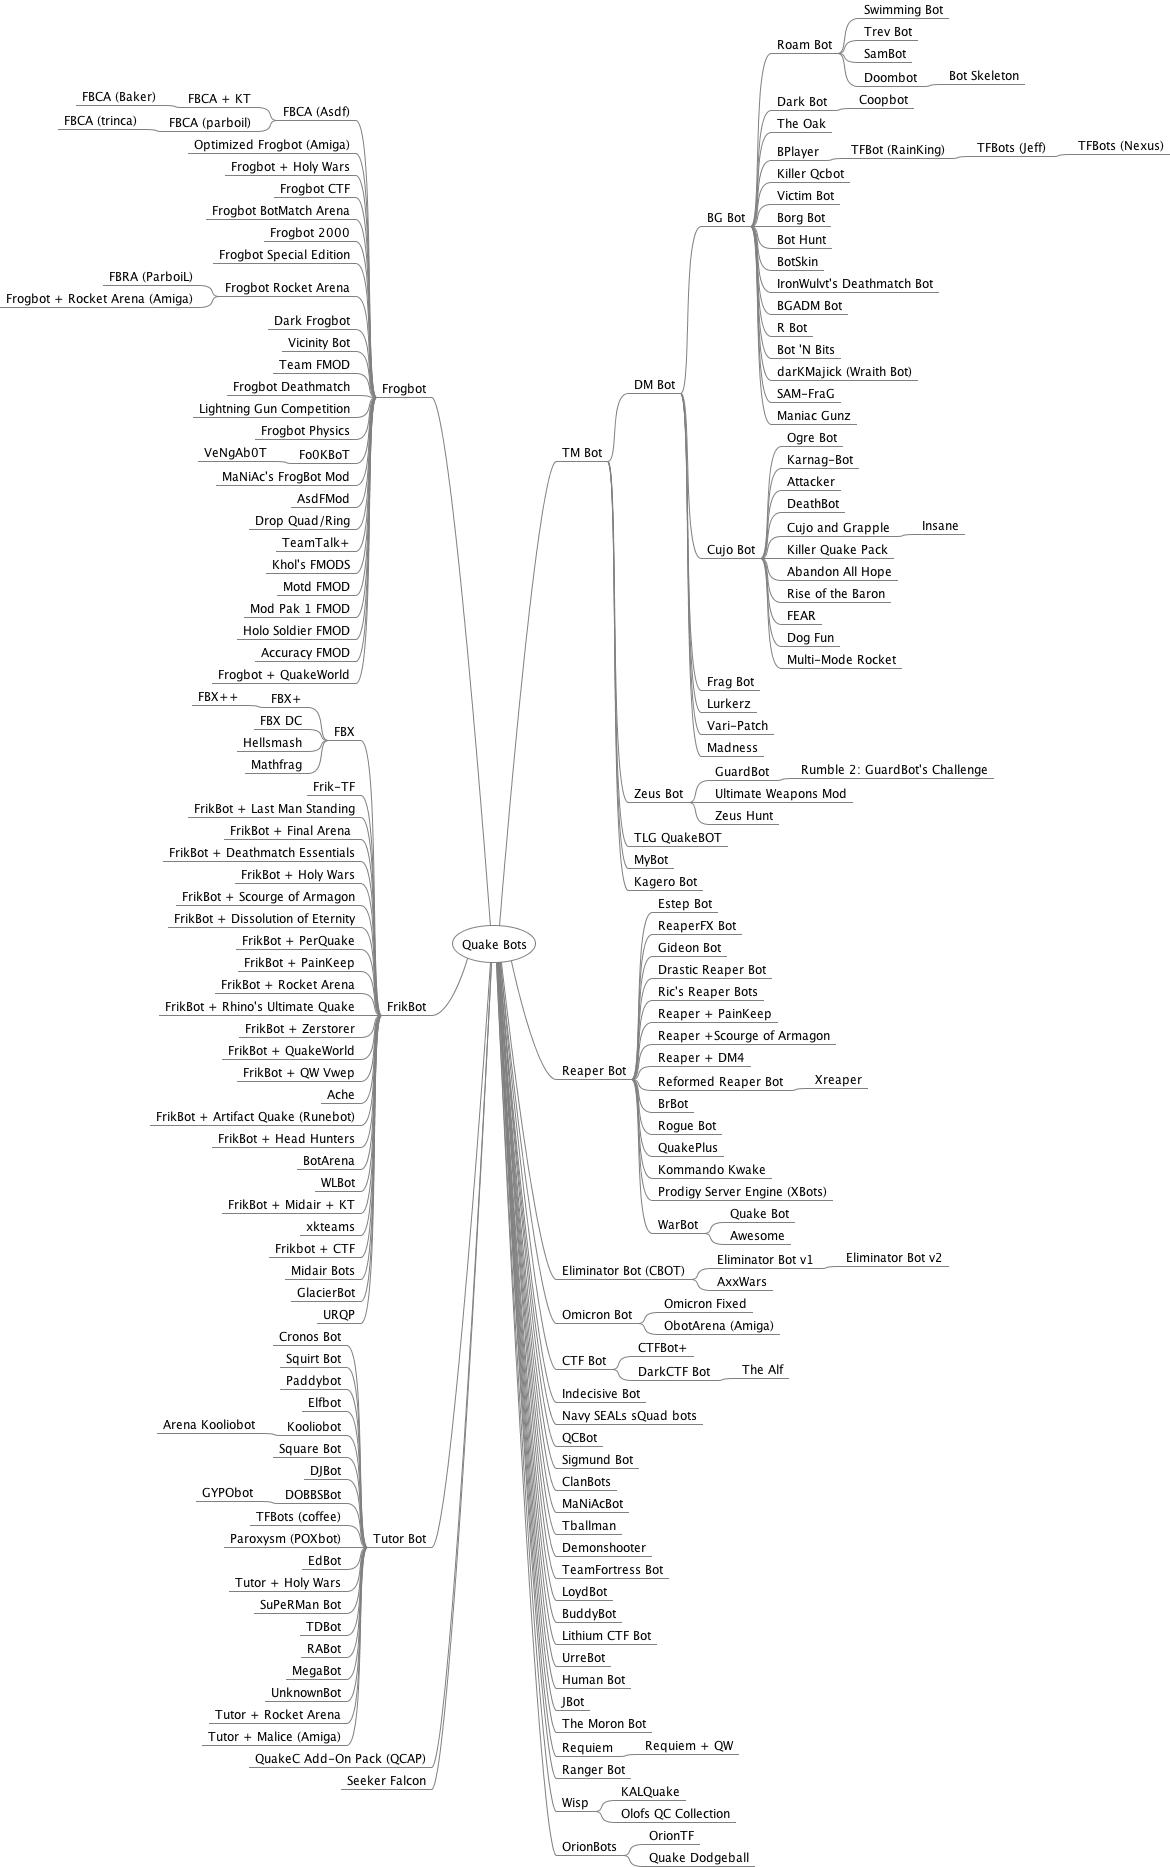 Quake Bots
Frogbot
FBCA (Asdf)
FBCA + KT
FBCA (Baker)
FBCA (parboil)
FBCA (trinca)
Optimized Frogbot (Amiga)
Frogbot + Holy Wars
Frogbot CTF
Frogbot BotMatch Arena
Frogbot 2000
Frogbot Special Edition
Frogbot Rocket Arena
FBRA (ParboiL)
Frogbot + Rocket Arena (Amiga)
Dark Frogbot
Vicinity Bot
Team FMOD
Frogbot Deathmatch
Lightning Gun Competition
Frogbot Physics
Fo0KBoT
VeNgAb0T
MaNiAc's FrogBot Mod
AsdFMod
Drop Quad/Ring
TeamTalk+
Khol's FMODS
Motd FMOD
Mod Pak 1 FMOD
Holo Soldier FMOD
Accuracy FMOD
Frogbot + QuakeWorld
FrikBot
FBX
FBX+
FBX++
FBX DC
Hellsmash
Mathfrag
Frik-TF
FrikBot + Last Man Standing
FrikBot + Final Arena
FrikBot + Deathmatch Essentials
FrikBot + Holy Wars
FrikBot + Scourge of Armagon
FrikBot + Dissolution of Eternity
FrikBot + PerQuake
FrikBot + PainKeep
FrikBot + Rocket Arena
FrikBot + Rhino's Ultimate Quake
FrikBot + Zerstorer
FrikBot + QuakeWorld
FrikBot + QW Vwep
Ache
FrikBot + Artifact Quake (Runebot)
FrikBot + Head Hunters
BotArena
WLBot
FrikBot + Midair + KT
xkteams
Frikbot + CTF
Midair Bots
GlacierBot
URQP
Tutor Bot
Cronos Bot
Squirt Bot
Paddybot
Elfbot
Kooliobot
Arena Kooliobot
Square Bot
DJBot
DOBBSBot
GYPObot
TFBots (coffee)
Paroxysm (POXbot)
EdBot
Tutor + Holy Wars
SuPeRMan Bot
TDBot
RABot
MegaBot
UnknownBot
Tutor + Rocket Arena
Tutor + Malice (Amiga)
QuakeC Add-On Pack (QCAP)
Seeker Falcon
TM Bot
DM Bot
BG Bot
Roam Bot
Swimming Bot
Trev Bot
SamBot
Doombot
Bot Skeleton
Dark Bot
Coopbot
The Oak
BPlayer
TFBot (RainKing)
TFBots (Jeff)
TFBots (Nexus)
Killer Qcbot
Victim Bot
Borg Bot
Bot Hunt
BotSkin
IronWulvt's Deathmatch Bot
BGADM Bot
R Bot
Bot 'N Bits
darKMajick (Wraith Bot)
SAM-FraG
Maniac Gunz
Cujo Bot
Ogre Bot
Karnag-Bot
Attacker
DeathBot
Cujo and Grapple
Insane
Killer Quake Pack
Abandon All Hope
Rise of the Baron
FEAR
Dog Fun
Multi-Mode Rocket
Frag Bot
Lurkerz
Vari-Patch
Madness
Zeus Bot
GuardBot
Rumble 2: GuardBot's Challenge
Ultimate Weapons Mod
Zeus Hunt
TLG QuakeBOT
MyBot
Kagero Bot
Reaper Bot
Estep Bot
ReaperFX Bot
Gideon Bot
Drastic Reaper Bot
Ric's Reaper Bots
Reaper + PainKeep
Reaper +Scourge of Armagon
Reaper + DM4
Reformed Reaper Bot
Xreaper
BrBot
Rogue Bot
QuakePlus
Kommando Kwake
Prodigy Server Engine (XBots)
WarBot
Quake Bot
Awesome
Eliminator Bot (CBOT)
Eliminator Bot v1
Eliminator Bot v2
AxxWars
Omicron Bot
Omicron Fixed
ObotArena (Amiga)
CTF Bot
CTFBot+
DarkCTF Bot
The Alf
Indecisive Bot
Navy SEALs sQuad bots
QCBot
Sigmund Bot
ClanBots
MaNiAcBot
Tballman
Demonshooter
TeamFortress Bot
LoydBot
BuddyBot
Lithium CTF Bot
UrreBot
Human Bot
JBot
The Moron Bot
Requiem
Requiem + QW
Ranger Bot
Wisp
KALQuake
Olofs QC Collection
OrionBots
OrionTF
Quake Dodgeball